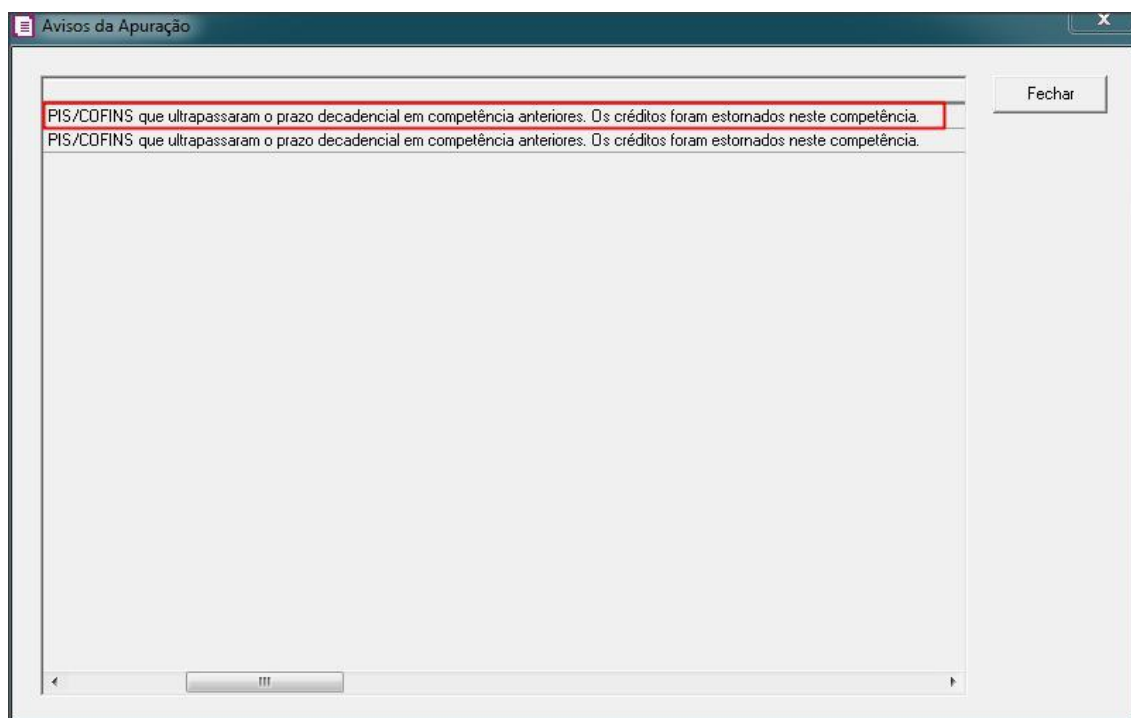 Avisos da Apuração
X
Fechar
PIS/COFINS que ultrapassaram o prazo decadencial em competência anteriores. Os créditos foram estornados neste competência.
PIS/COFINS que ultrapassaram o prazo decadencial em competência anteriores. Os créditos foram estornados neste competência.